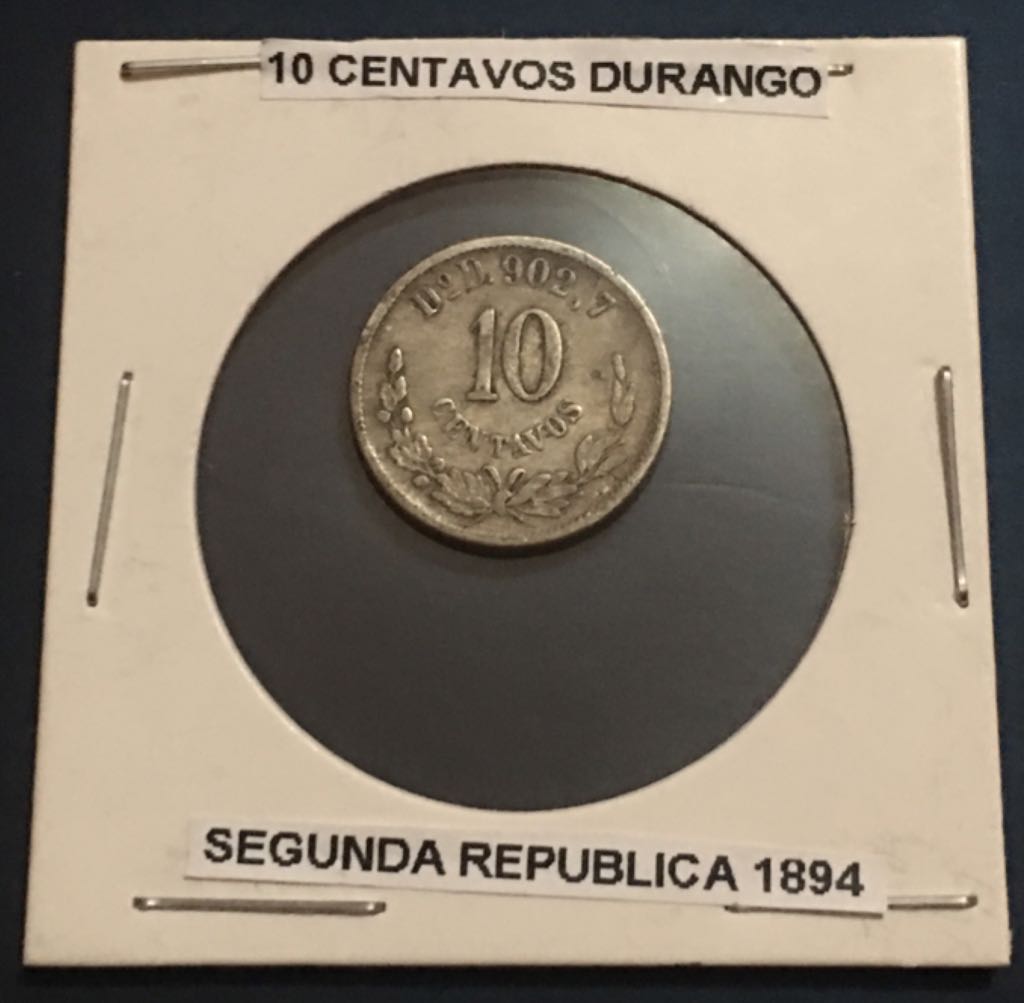 10 CENTAVOS DURANGO
Dº D. 902,7
10
CENTAVOS
SEGUNDA REPUBLICA 1894